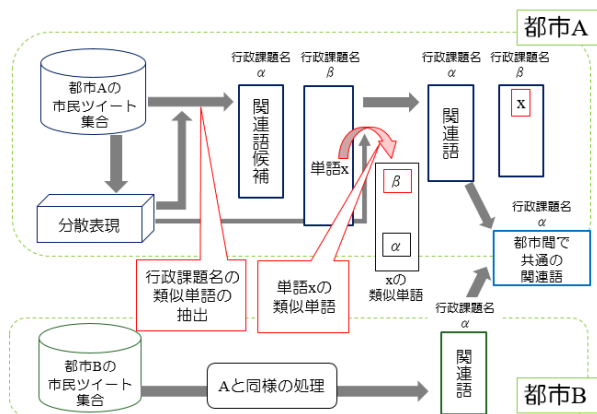 都市A
行政課題名
α
行政課題名
β
行政課題名
α
行政課題名
β
都市Aの
市民ツイート
集合
関連語候補
単語x
関連語
x
β
α
xの
類似単語
分散表現
行政課題名の
類似単語の
抽出
単語xの
類似単語
行政課題名
α
都市間で
共通の
関連語
行政課題名
α
関連語
都市Bの
市民ツイート
集合
Aと同様の処理
都市B